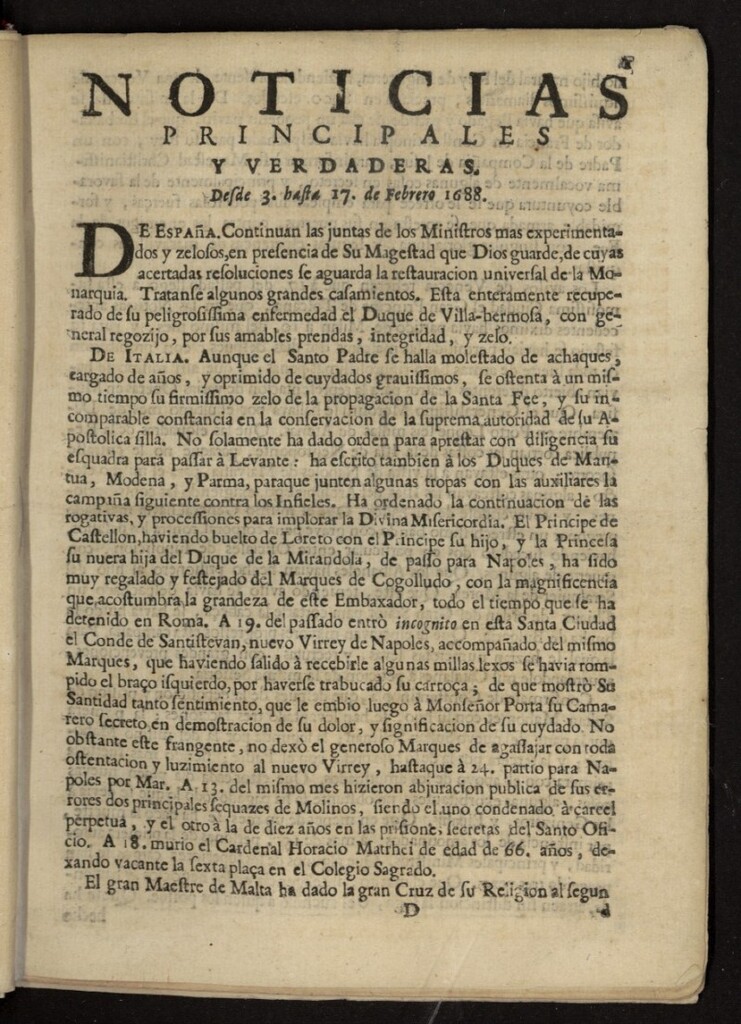 NOTICIAS
PRINCIPALES
Y VERDADERAS.
Desde 3. hasta 17. de Febrero 1688.
DE ESPAÑA. Continuan las juntas de los Ministros mas experimenta-
dos y zelosos, en presencia de Su Magestad que Dios guarde, de cuyas
acertadas resoluciones se aguarda la restauracion universal de la Mo-
narquia. Tratanse algunos grandes casamientos. Esta enteramente recupe-
rado de su peligrosissima enfermedad el Duque de Villa-hermosa, con ge-
neral regozijo, por sus amables prendas, integridad, y zelo.
DE ITALIA. Aunque el Santo Padre se halla molestado de achaques,
cargado de años, y oprimido de cuydados grauissimos, se ostenta à un mis-
mo tiempo su firmissimo zelo de la propagacion de la Santa Fee, y su in-
comparable constancia en la conservacion de la suprema autoridad de su A-
postolica silla. No solamente ha dado orden para aprestar con diligencia su
esquadra para passar à Levante: ha escrito tambien à los Duques de Man-
tua, Modena, y Parma, paraque junten algunas tropas con las auxiliares la
campaña siguiente contra los Infieles. Ha ordenado la continuacion de las
rogativas, y processiones para implorar la Divina Misericordia. El Principe de
Castellon, haviendo buelto de Loreto con el Principe su hijo, y la Princesa
su nuera hija del Duque de la Mirandola, de passo para Napoles, ha sido
muy regalado y festejado del Marques de Cogolludo, con la magnificencia
que acostumbra la grandeza de este Embaxador, todo el tiempo que se ha
detenido en Roma. A 19. del passado entrò incognito en esta Santa Ciudad
el Conde de Santistevan, nuevo Virrey de Napoles, accompañado del mismo
Marques, que haviendo salido à recebirle algunas millas lexos se havia rom-
pido el braço isquierdo, por haverse trabucado su carroça; de que mostrò Su
Santidad tanto sentimiento, que le embio luego à Monseñor Porta su Cama-
rero secreto en demostracion de su dolor, y significacion de su cuydado. No
obstante este frangente, no dexò el generoso Marques de agassajar con toda
ostentacion y luzimiento al nuevo Virrey, hastaque à 24. partio para Na-
poles por Mar. A 13. del mismo mes hizieron abjuracion publica de sus er-
rores dos principales sequazes de Molinos, siendo el uno condenado à carcel
perpetua, y el otro à la de diez años en las prisiones secretas del Santo Ofi-
cio. A 18. murio el Cardenal Horacio Matthei de edad de 66. años, de-
xando vacante la sexta plaça en el Colegio Sagrado.
El gran Maestre de Malta ha dado la gran Cruz de su Religion al segun
D d